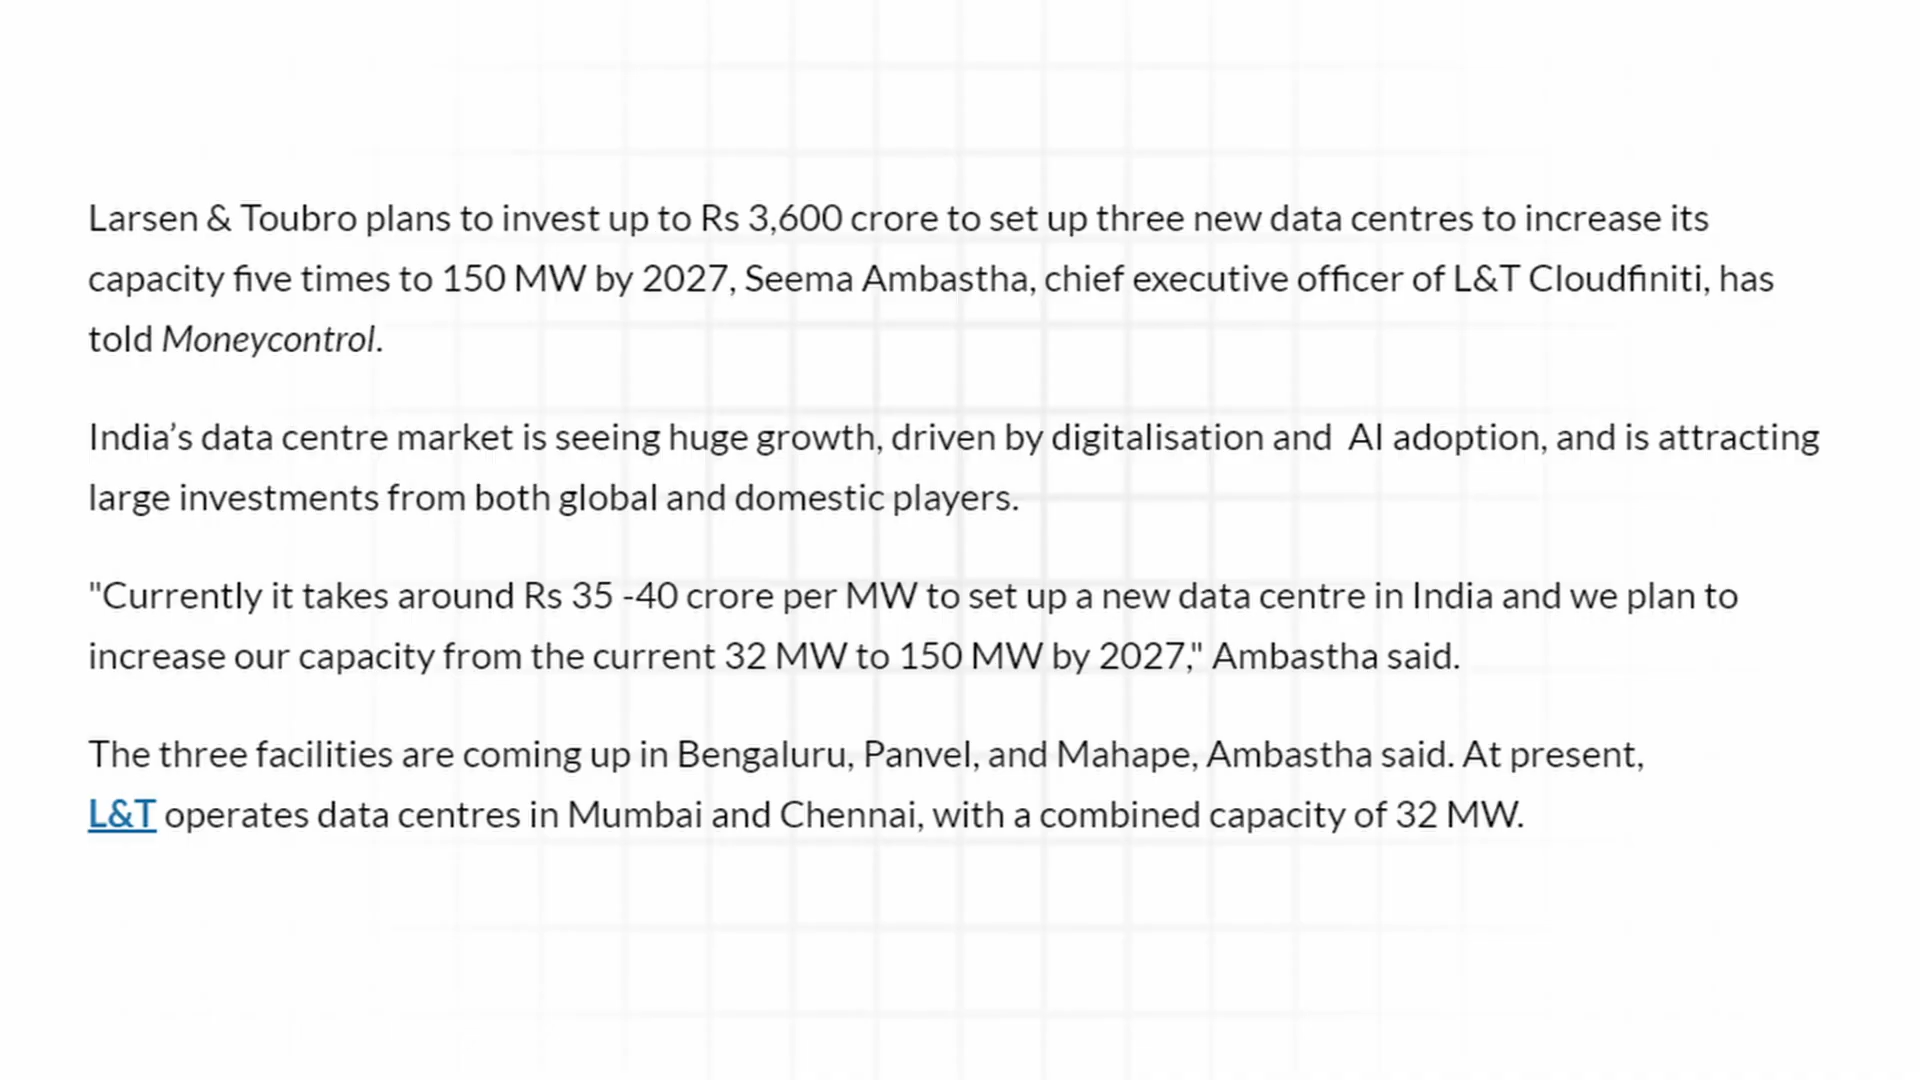 Larsen & Toubro plans to invest up to Rs 3,600 crore to set up three new data centres to increase its
capacity five times to 150 MW by 2027, Seema Ambastha, chief executive officer of L&T Cloudfiniti, has
told Moneycontrol.
India’s data centre market is seeing huge growth, driven by digitalisation and  AI adoption, and is attracting
large investments from both global and domestic players.
"Currently it takes around Rs 35 -40 crore per MW to set up a new data centre in India and we plan to
increase our capacity from the current 32 MW to 150 MW by 2027," Ambastha said.
The three facilities are coming up in Bengaluru, Panvel, and Mahape, Ambastha said. At present,
L&T operates data centres in Mumbai and Chennai, with a combined capacity of 32 MW.